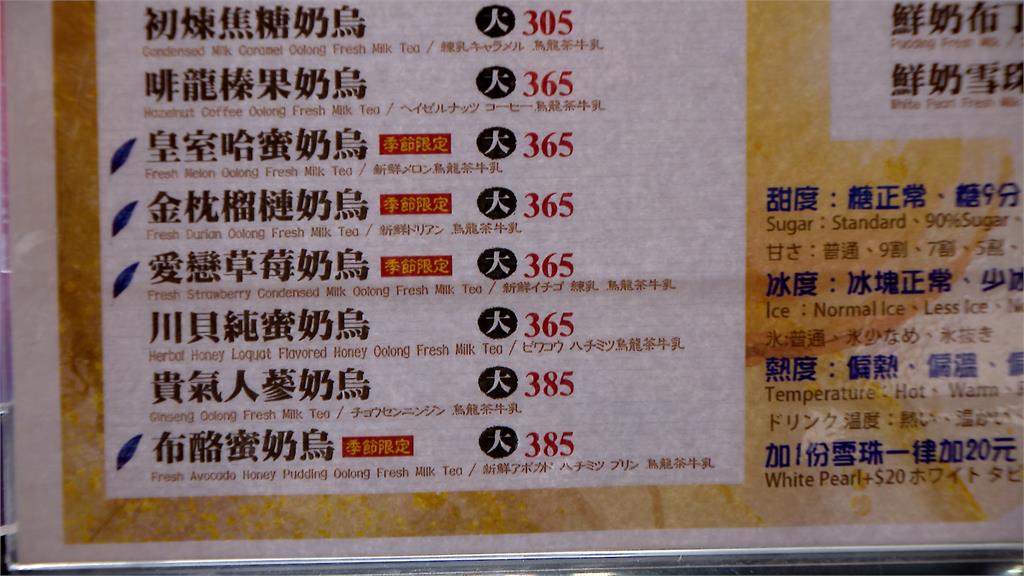 初煉焦糖奶烏 大 305
Condensed Milk Caramel Oolong Fresh Milk Tea / 練乳キャラメル 烏龍茶牛乳
啡龍榛果奶烏 大 365
Hazelnut Coffee Oolong Fresh Milk Tea / ヘイゼルナッツ コーヒー烏龍茶牛乳
皇室哈蜜奶烏 季節限定 大 365
Fresh Melon Oolong Fresh Milk Tea / 新鮮メロン烏龍茶牛乳
金枕榴槤奶烏 季節限定 大 365
Fresh Durian Oolong Fresh Milk Tea / 新鮮ドリアン 烏龍茶牛乳
愛戀草莓奶烏 季節限定 大 365
Fresh Strawberry Condensed Milk Oolong Fresh Milk Tea / 新鮮イチゴ 練乳 烏龍茶牛乳
川貝純蜜奶烏 大 365
Herbal Honey Loquat Flavored Honey Oolong Fresh Milk Tea / ビワコウ ハチミツ烏龍茶牛乳
貴氣人蔘奶烏 大 385
Ginseng Oolong Fresh Milk Tea / チョウセンニンジン 烏龍茶牛乳
布酪蜜奶烏 季節限定 大 385
Fresh Avocado Honey Pudding Oolong Fresh Milk Tea / 新鮮アボカド ハチミツ プリン 烏龍茶牛乳
鮮奶布丁
Pudding Fresh Milk /
鮮奶雪珠
White Pearl Fresh Milk
甜度：糖正常、糖9分
Sugar：Standard、90%Sugar、
甘さ：普通、9割、7割、5割、
冰度：冰塊正常、少冰
Ice：Normal Ice、Less Ice、
氷:普通、氷少なめ、氷抜き
熱度：偏熱、偏溫、
Temperature：Hot、Warm、
ドリンク温度：熱い、温かい
加1份雪珠一律加20元
White Pearl+$20 ホワイト タピ